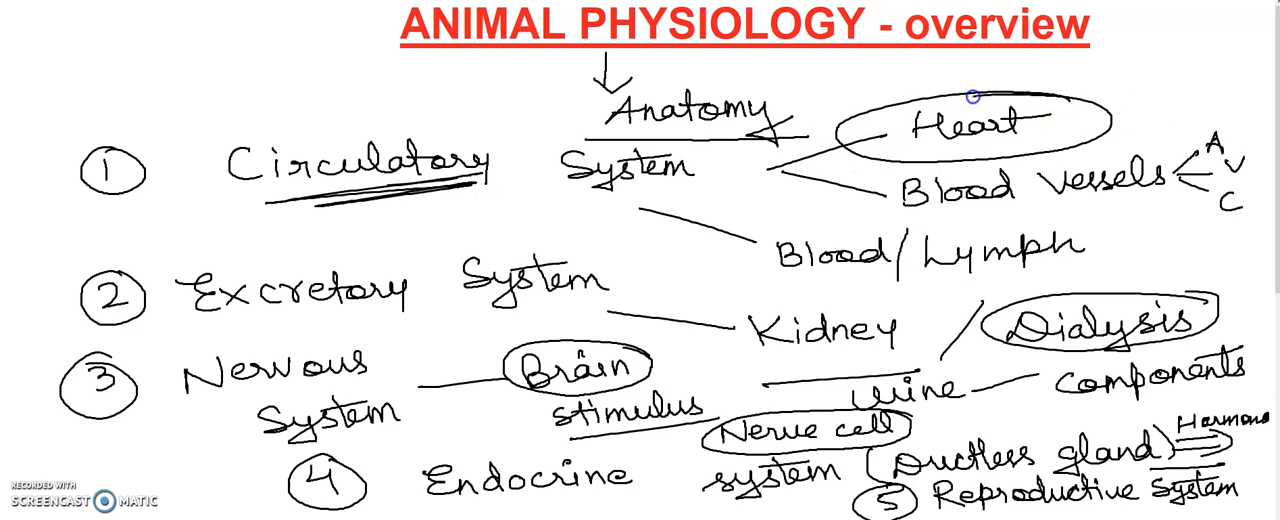 ANIMAL PHYSIOLOGY - overview
Anatomy
① Circulatory System
Heart
Blood vessels
A
V
C
Blood / Lymph
② Excretory System
Kidney / Dialysis
Urine — Components
③ Nervous System
Brain
stimulus
Nerve cell
④ Endocrine system (Ductless gland)
Harmons
⑤ Reproductive System
RECORDED WITH
SCREENCAST MATIC